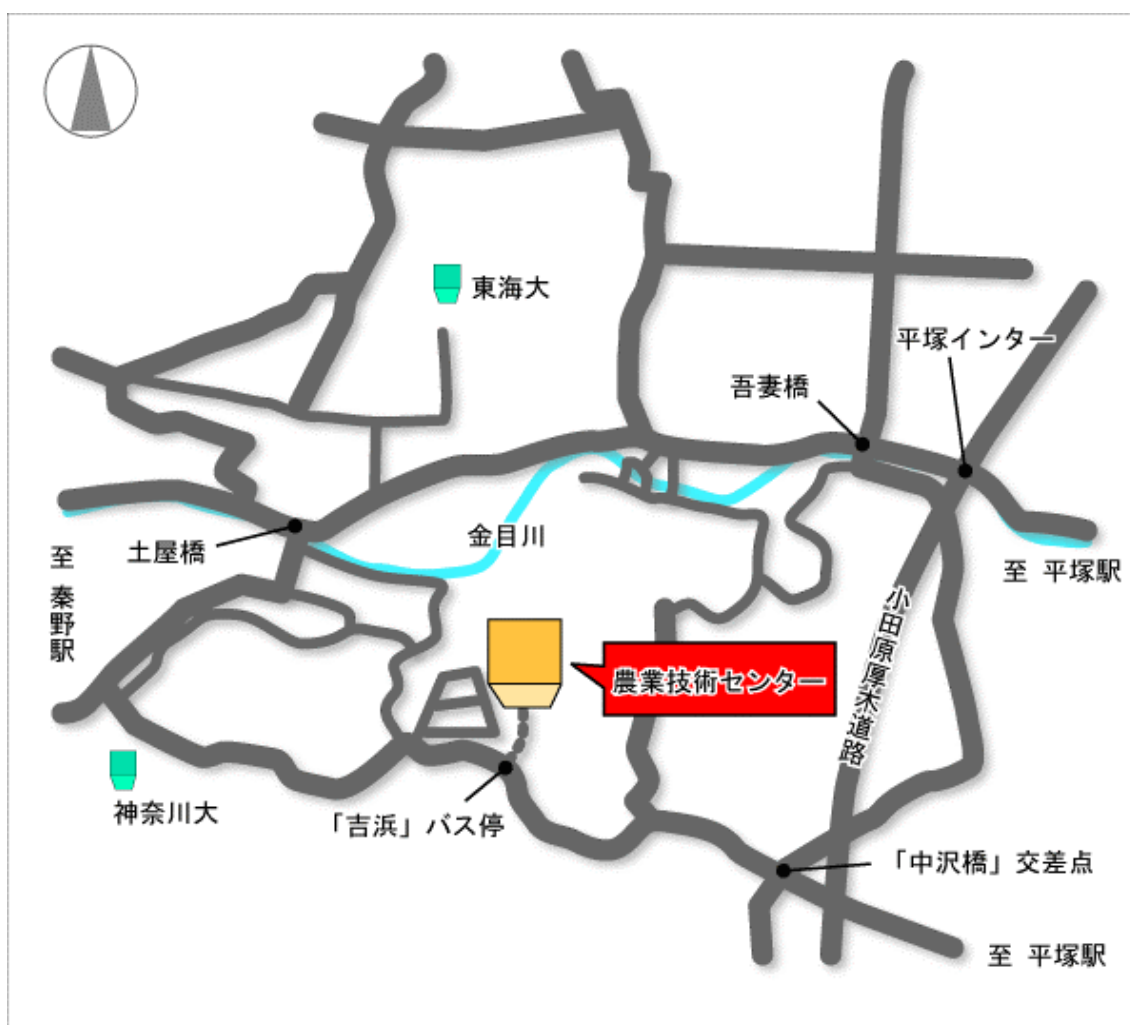 東海大
平塚インター
吾妻橋
金目川
土屋橋
至 秦野駅
至 平塚駅
小田原厚木道路
農業技術センター
神奈川大
「吉浜」バス停
「中沢橋」交差点
至 平塚駅